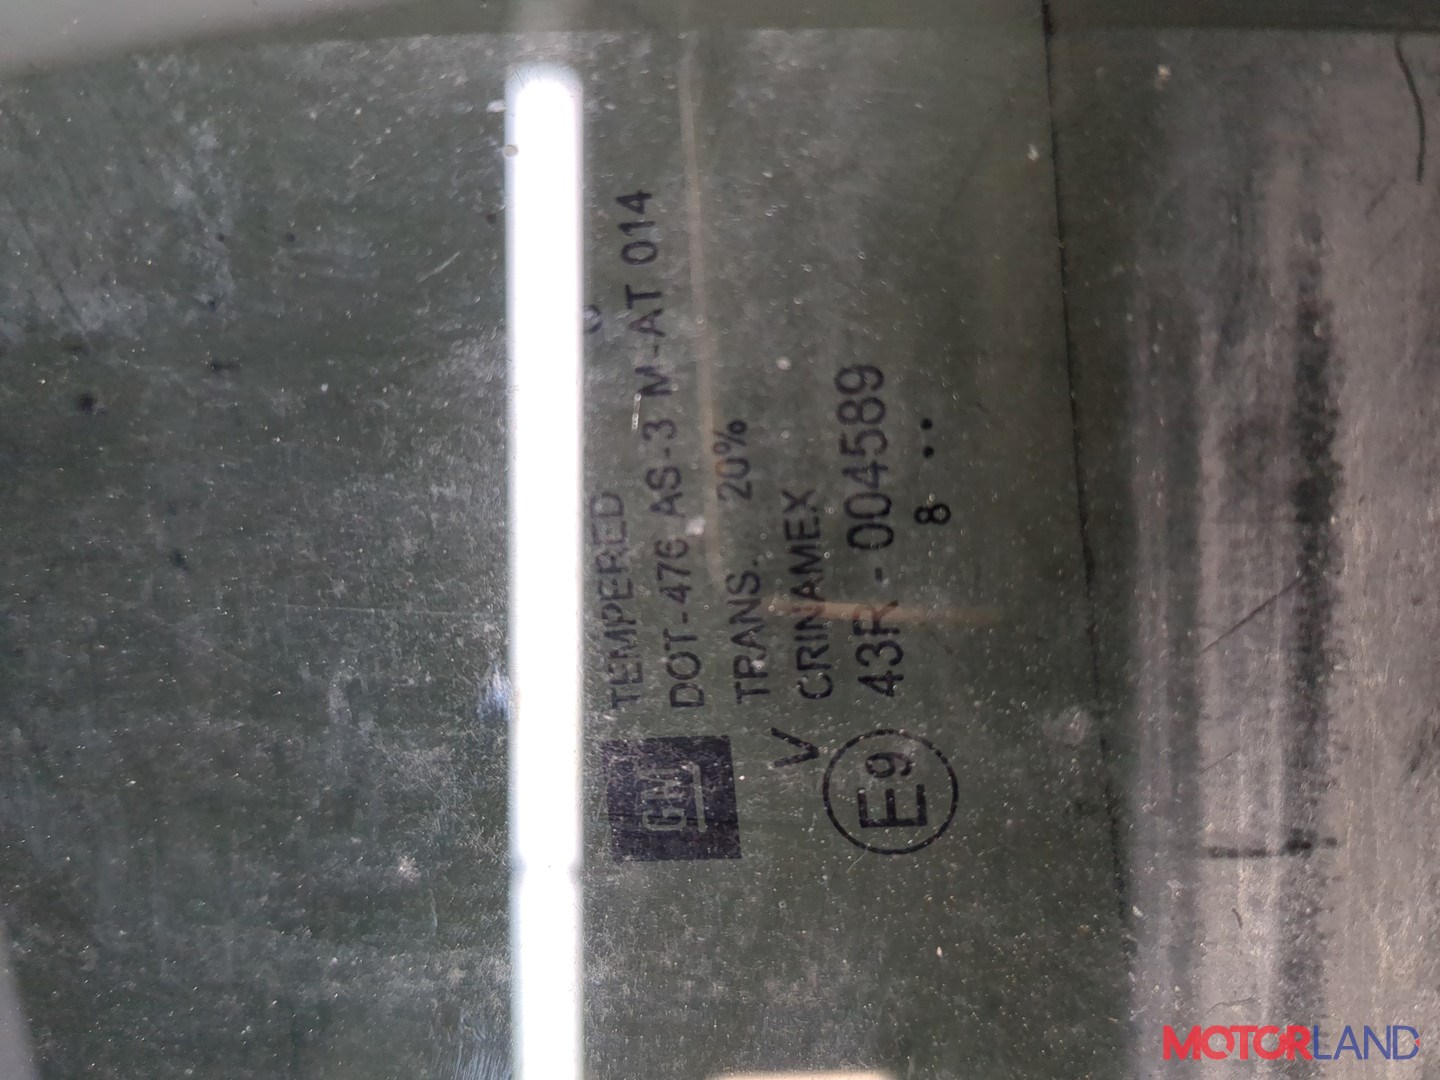 TEMPERED
DOT-476 AS-3 M-AT 014
TRANS. 20%
CRINAMEX
GM
V
E9
43R-004589
8 ..
MOTORLAND